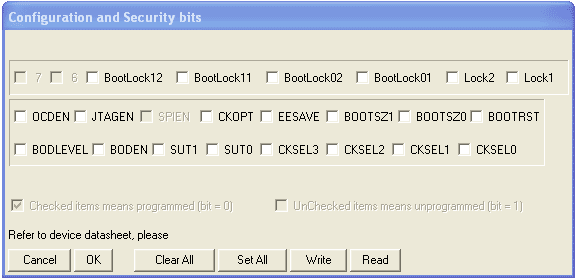 Configuration and Security bits
7 6 BootLock12 BootLock11 BootLock02 BootLock01 Lock2 Lock1
OCDEN JTAGEN SPIEN CKOPT EESAVE BOOTSZ1 BOOTSZ0 BOOTRST
BODLEVEL BODEN SUT1 SUT0 CKSEL3 CKSEL2 CKSEL1 CKSEL0
Checked items means programmed (bit = 0) UnChecked items means unprogrammed (bit = 1)
Refer to device datasheet, please
Cancel OK Clear All Set All Write Read